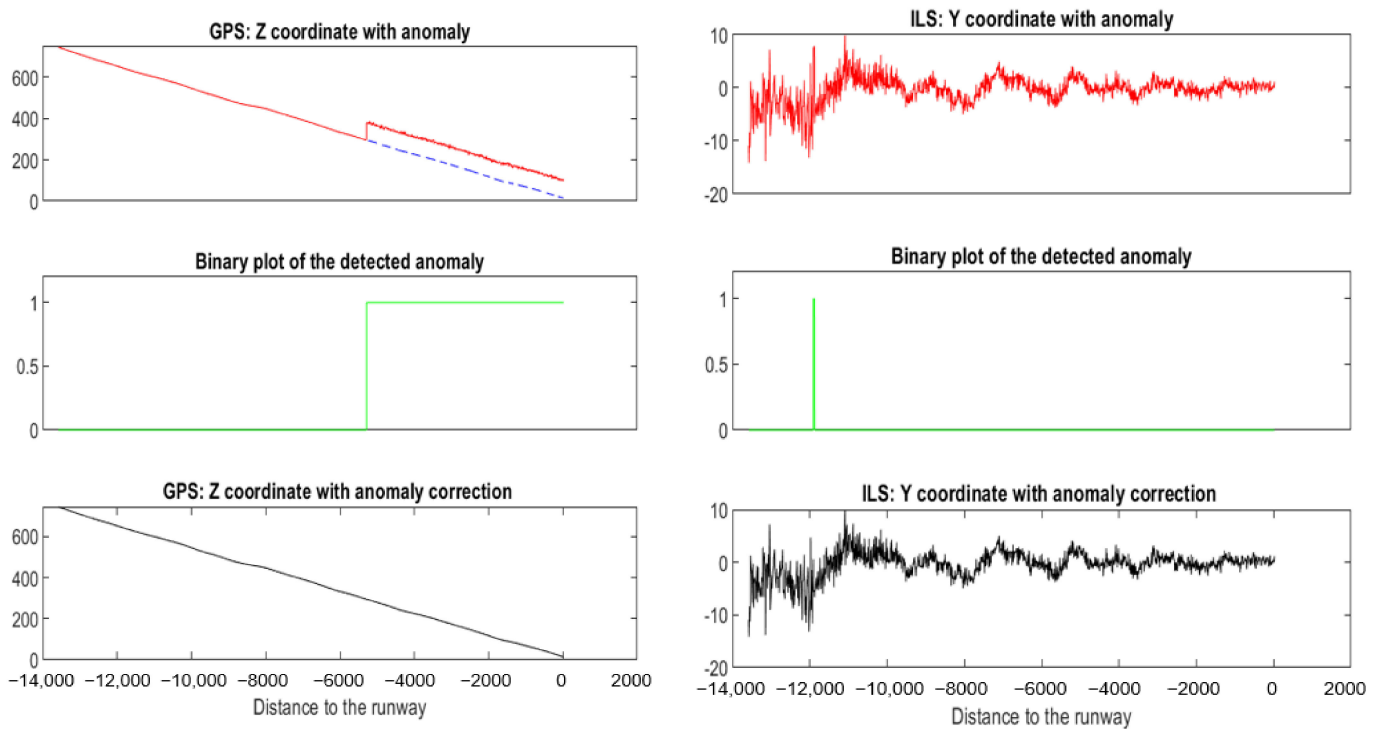 GPS: Z coordinate with anomaly
600
400
200
0
Binary plot of the detected anomaly
1
0.5
0
GPS: Z coordinate with anomaly correction
600
400
200
0
−14,000 −12,000 −10,000 −8000 −6000 −4000 −2000 0 2000
Distance to the runway
ILS: Y coordinate with anomaly
10
0
-10
-20
Binary plot of the detected anomaly
1
0.5
0
ILS: Y coordinate with anomaly correction
10
0
-10
-20
−14,000 −12,000 −10,000 −8000 −6000 −4000 −2000 0 2000
Distance to the runway